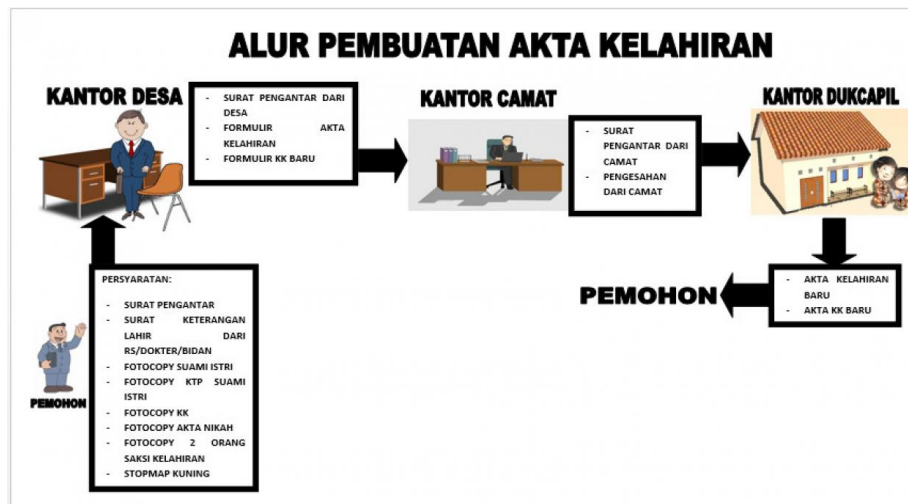 ALUR PEMBUATAN AKTA KELAHIRAN
KANTOR DESA
- SURAT PENGANTAR DARI
DESA
- FORMULIR AKTA
KELAHIRAN
- FORMULIR KK BARU
KANTOR CAMAT
- SURAT
PENGANTAR DARI
CAMAT
- PENGESAHAN
DARI CAMAT
KANTOR DUKCAPIL
PEMOHON
PERSYARATAN:
- SURAT PENGANTAR
- SURAT KETERANGAN
LAHIR DARI
RS/DOKTER/BIDAN
- FOTOCOPY SUAMI ISTRI
- FOTOCOPY KTP SUAMI
ISTRI
- FOTOCOPY KK
- FOTOCOPY AKTA NIKAH
- FOTOCOPY 2 ORANG
SAKSI KELAHIRAN
- STOPMAP KUNING
- AKTA KELAHIRAN
BARU
- AKTA KK BARU
PEMOHON